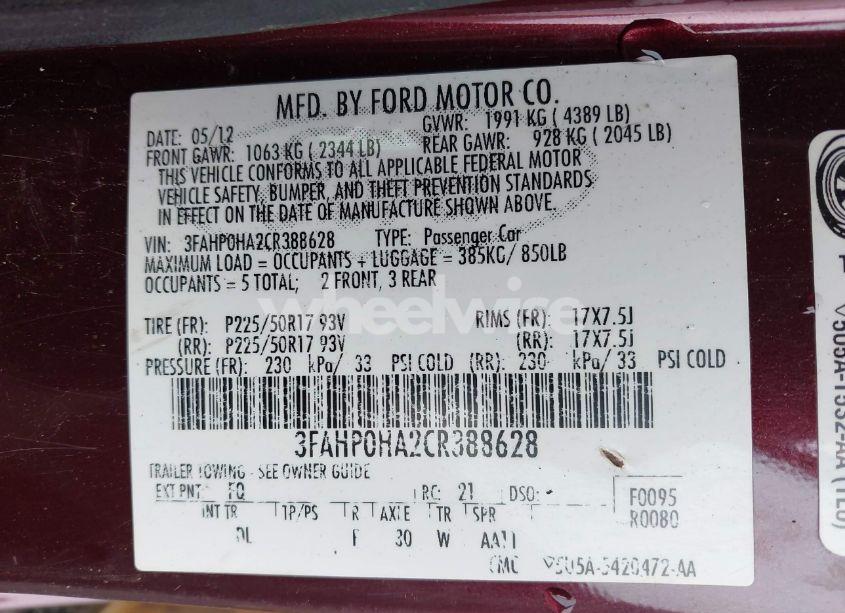 MFD. BY FORD MOTOR CO.
DATE: 05/12 GVWR: 1991 KG ( 4389 LB)
FRONT GAWR: 1063 KG ( 2344 LB) REAR GAWR: 928 KG ( 2045 LB)
THIS VEHICLE CONFORMS TO ALL APPLICABLE FEDERAL MOTOR
VEHICLE SAFETY, BUMPER, AND THEFT PREVENTION STANDARDS
IN EFFECT ON THE DATE OF MANUFACTURE SHOWN ABOVE.
VIN: 3FAHP0HA2CR388628 TYPE: Passenger Car
MAXIMUM LOAD = OCCUPANTS + LUGGAGE = 385KG/ 850LB
OCCUPANTS = 5 TOTAL; 2 FRONT, 3 REAR
wheelwise
TIRE (FR): P225/50R17 93V RIMS (FR): 17X7.5J
(RR): P225/50R17 93V (RR): 17X7.5J
PRESSURE (FR): 230 kPa/ 33 PSI COLD (RR): 230 kPa/ 33 PSI COLD
3FAHP0HA2CR388628
TRAILER TOWING - SEE OWNER GUIDE
EXT PNT: FQ RC: 21 DSO: - F0095
INT TR TP/PS R AXLE TR SPR R0080
DL F 30 W AA11
CMC 5U5A-5420472-AA